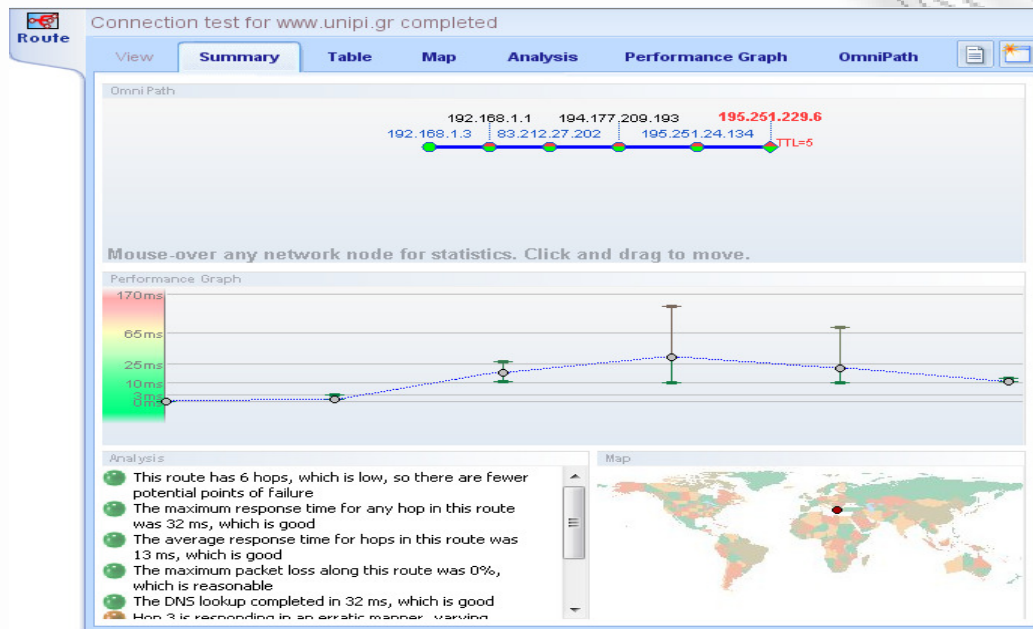 Connection test for www.unipi.gr completed
Route
View Summary Table Map Analysis Performance Graph OmniPath
Omni Path
192.168.1.1 194.177.209.193 195.251.229.6
192.168.1.3 83.212.27.202 195.251.24.134
TTL=5
Mouse-over any network node for statistics. Click and drag to move.
Performance Graph
170ms
65ms
25ms
10ms
3ms
0ms
Analysis
This route has 6 hops, which is low, so there are fewer
potential points of failure
The maximum response time for any hop in this route
was 32 ms, which is good
The average response time for hops in this route was
13 ms, which is good
The maximum packet loss along this route was 0%,
which is reasonable
The DNS lookup completed in 32 ms, which is good
Hop 3 is responding in an erratic manner, varying
Map